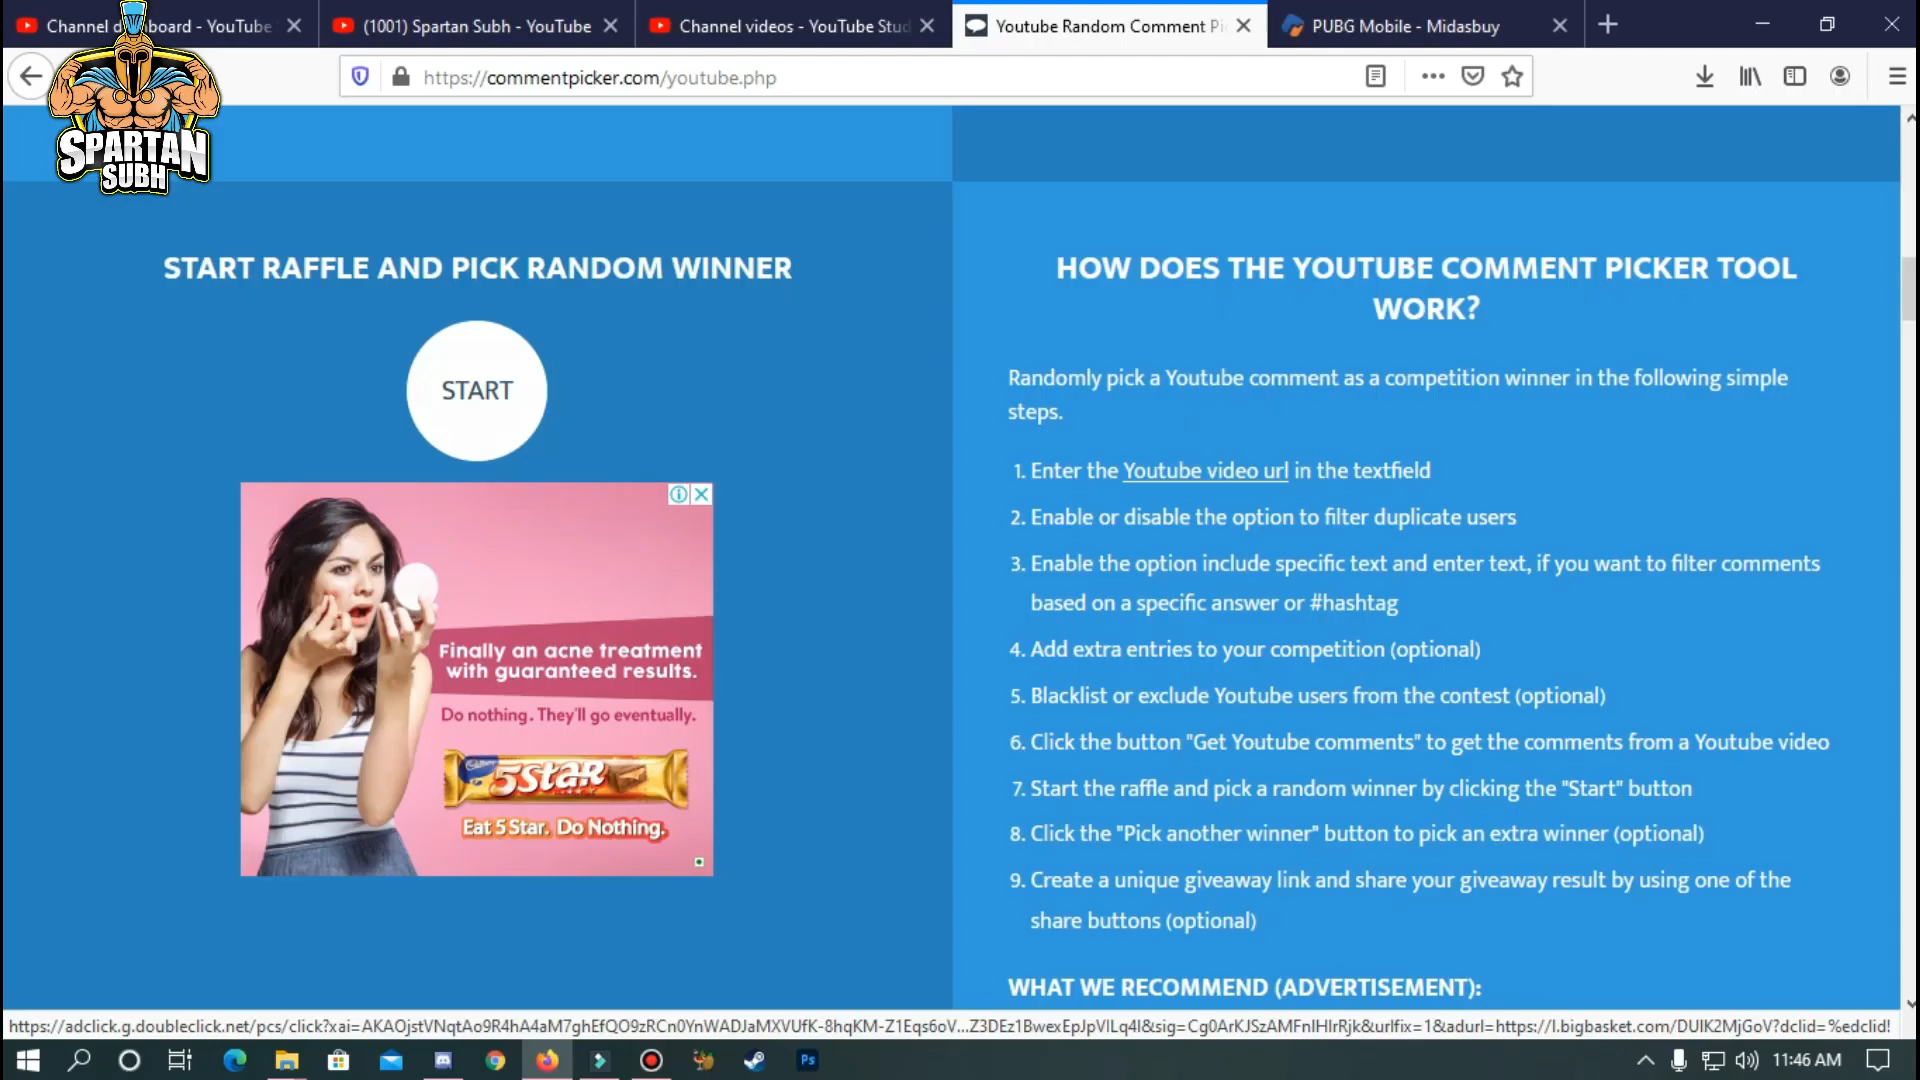 Channel d
board - YouTube
(1001) Spartan Subh - YouTube
Channel videos - YouTube Stud
Youtube Random Comment Pi
PUBG Mobile - Midasbuy
https://commentpicker.com/youtube.php
SPARTAN
SUBH
START RAFFLE AND PICK RANDOM WINNER
START
Finally an acne treatment
with guaranteed results.
Do nothing. They'll go eventually.
Cadbury
5Star
Eat 5 Star. Do Nothing.
HOW DOES THE YOUTUBE COMMENT PICKER TOOL
WORK?
Randomly pick a Youtube comment as a competition winner in the following simple
steps.
1. Enter the Youtube video url in the textfield
2. Enable or disable the option to filter duplicate users
3. Enable the option include specific text and enter text, if you want to filter comments
based on a specific answer or #hashtag
4. Add extra entries to your competition (optional)
5. Blacklist or exclude Youtube users from the contest (optional)
6. Click the button "Get Youtube comments" to get the comments from a Youtube video
7. Start the raffle and pick a random winner by clicking the "Start" button
8. Click the "Pick another winner" button to pick an extra winner (optional)
9. Create a unique giveaway link and share your giveaway result by using one of the
share buttons (optional)
WHAT WE RECOMMEND (ADVERTISEMENT):
https://adclick.g.doubleclick.net/pcs/click?xai=AKAOjstVNqtAo9R4hA4aM7ghEfQO9zRCn0YnWADJaMXVUfK-8hqKM-Z1Eqs6oV...Z3DEz1BwexEpJpVILq4I&sig=Cg0ArKJSzAMFnIHIrRjk&urlfix=1&adurl=https://l.bigbasket.com/DUIK2MjGoV?dclid=%edclid!
Ps
11:46 AM